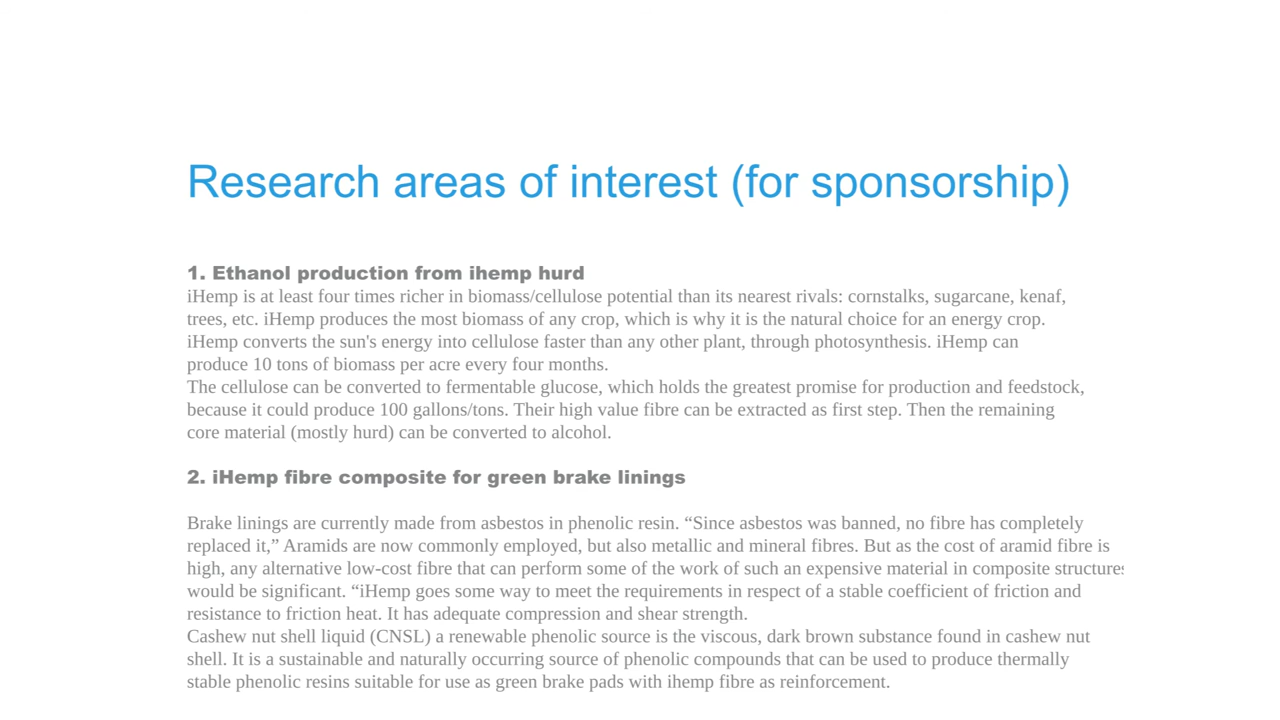 Research areas of interest (for sponsorship)
1. Ethanol production from ihemp hurd
iHemp is at least four times richer in biomass/cellulose potential than its nearest rivals: cornstalks, sugarcane, kenaf,
trees, etc. iHemp produces the most biomass of any crop, which is why it is the natural choice for an energy crop.
iHemp converts the sun's energy into cellulose faster than any other plant, through photosynthesis. iHemp can
produce 10 tons of biomass per acre every four months.
The cellulose can be converted to fermentable glucose, which holds the greatest promise for production and feedstock,
because it could produce 100 gallons/tons. Their high value fibre can be extracted as first step. Then the remaining
core material (mostly hurd) can be converted to alcohol.
2. iHemp fibre composite for green brake linings
Brake linings are currently made from asbestos in phenolic resin. “Since asbestos was banned, no fibre has completely
replaced it,” Aramids are now commonly employed, but also metallic and mineral fibres. But as the cost of aramid fibre is
high, any alternative low-cost fibre that can perform some of the work of such an expensive material in composite structures
would be significant. “iHemp goes some way to meet the requirements in respect of a stable coefficient of friction and
resistance to friction heat. It has adequate compression and shear strength.
Cashew nut shell liquid (CNSL) a renewable phenolic source is the viscous, dark brown substance found in cashew nut
shell. It is a sustainable and naturally occurring source of phenolic compounds that can be used to produce thermally
stable phenolic resins suitable for use as green brake pads with ihemp fibre as reinforcement.